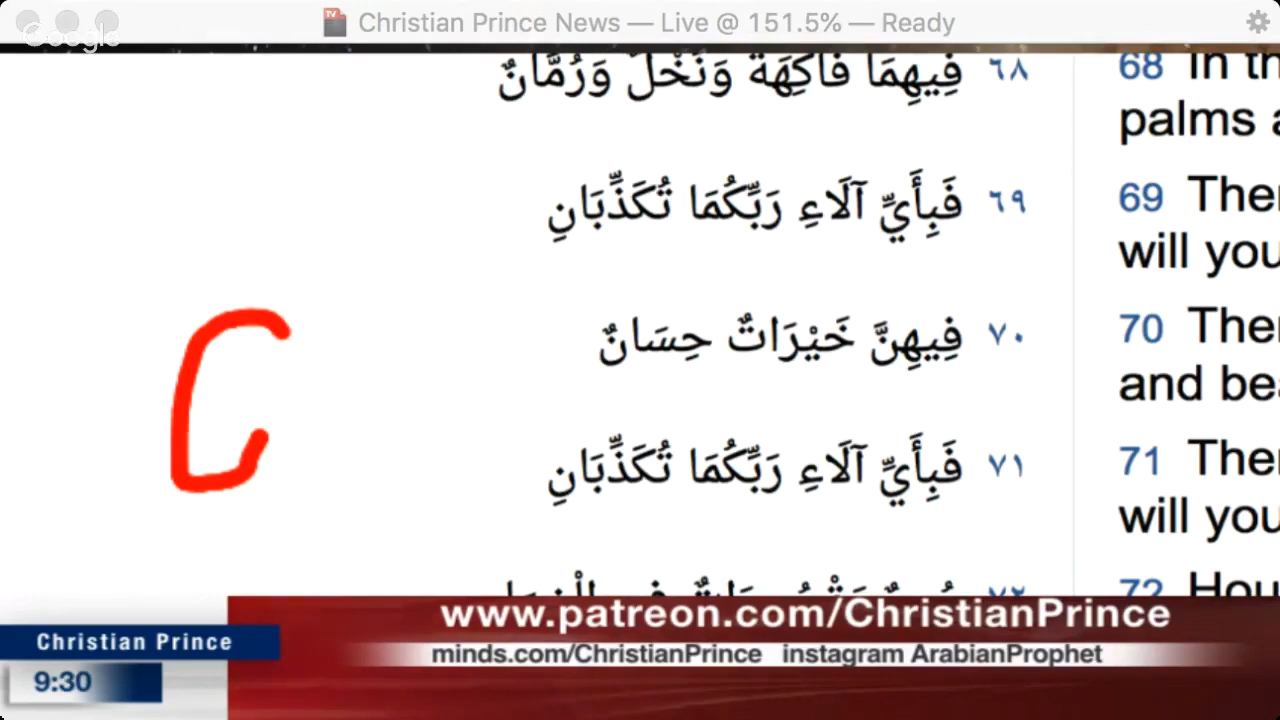 Christian Prince News — Live @ 151.5% — Ready
Google
فِيهِمَا فَاكِهَةٌ وَنَخْلٌ وَرُمَّانٌ ٦٨
68 In th
palms a
فَبِأَيِّ آلَاءِ رَبِّكُمَا تُكَذِّبَانِ ٦٩
69 Ther
will you
فِيهِنَّ خَيْرَاتٌ حِسَانٌ ٧٠
70 Ther
and bea
فَبِأَيِّ آلَاءِ رَبِّكُمَا تُكَذِّبَانِ ٧١
71 Ther
will you
٧٢
72 Hou
www.patreon.com/ChristianPrince
Christian Prince
minds.com/ChristianPrince instagram ArabianProphet
9:30